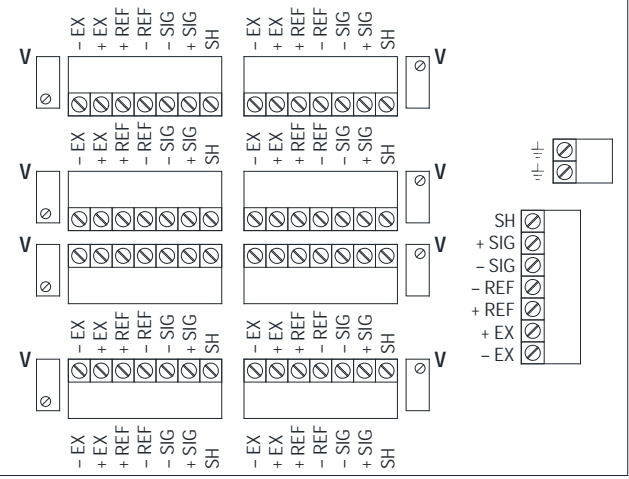 – EX + EX + REF – REF – SIG + SIG SH – EX + EX + REF – REF – SIG + SIG SH
V V
– EX + EX + REF – REF – SIG + SIG SH – EX + EX + REF – REF – SIG + SIG SH
V V
V V
– EX + EX + REF – REF – SIG + SIG SH – EX + EX + REF – REF – SIG + SIG SH
V V
– EX + EX + REF – REF – SIG + SIG SH – EX + EX + REF – REF – SIG + SIG SH
SH
+ SIG
– SIG
– REF
+ REF
+ EX
– EX